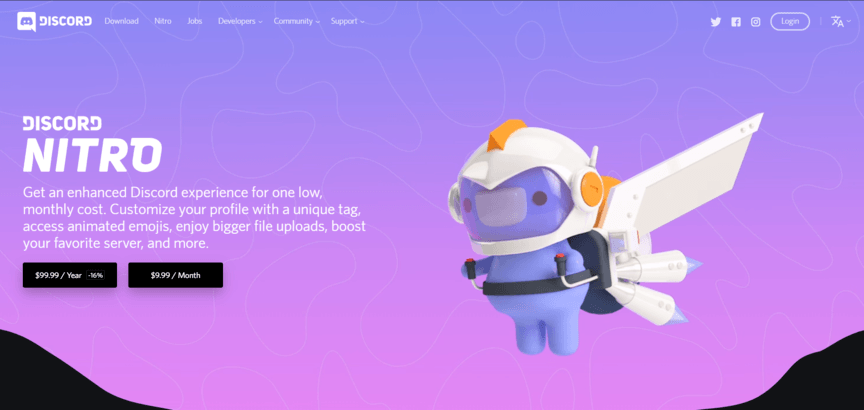 DISCORD
Download Nitro Jobs Developers Community Support
Login
DISCORD
NITRO
Get an enhanced Discord experience for one low,
monthly cost. Customize your profile with a unique tag,
access animated emojis, enjoy bigger file uploads, boost
your favorite server, and more.
$99.99 / Year -16% $9.99 / Month